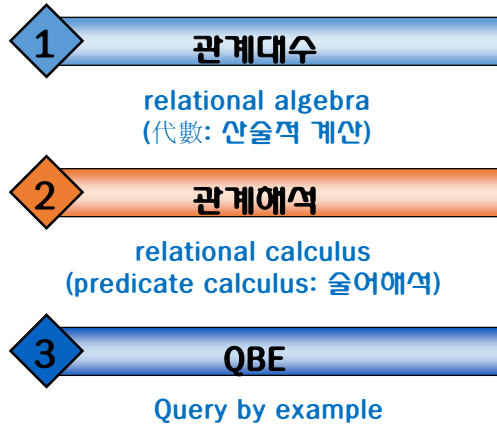 1
관계대수
relational algebra
(代數: 산술적 계산)
2
관계해석
relational calculus
(predicate calculus: 술어해석)
3
QBE
Query by example